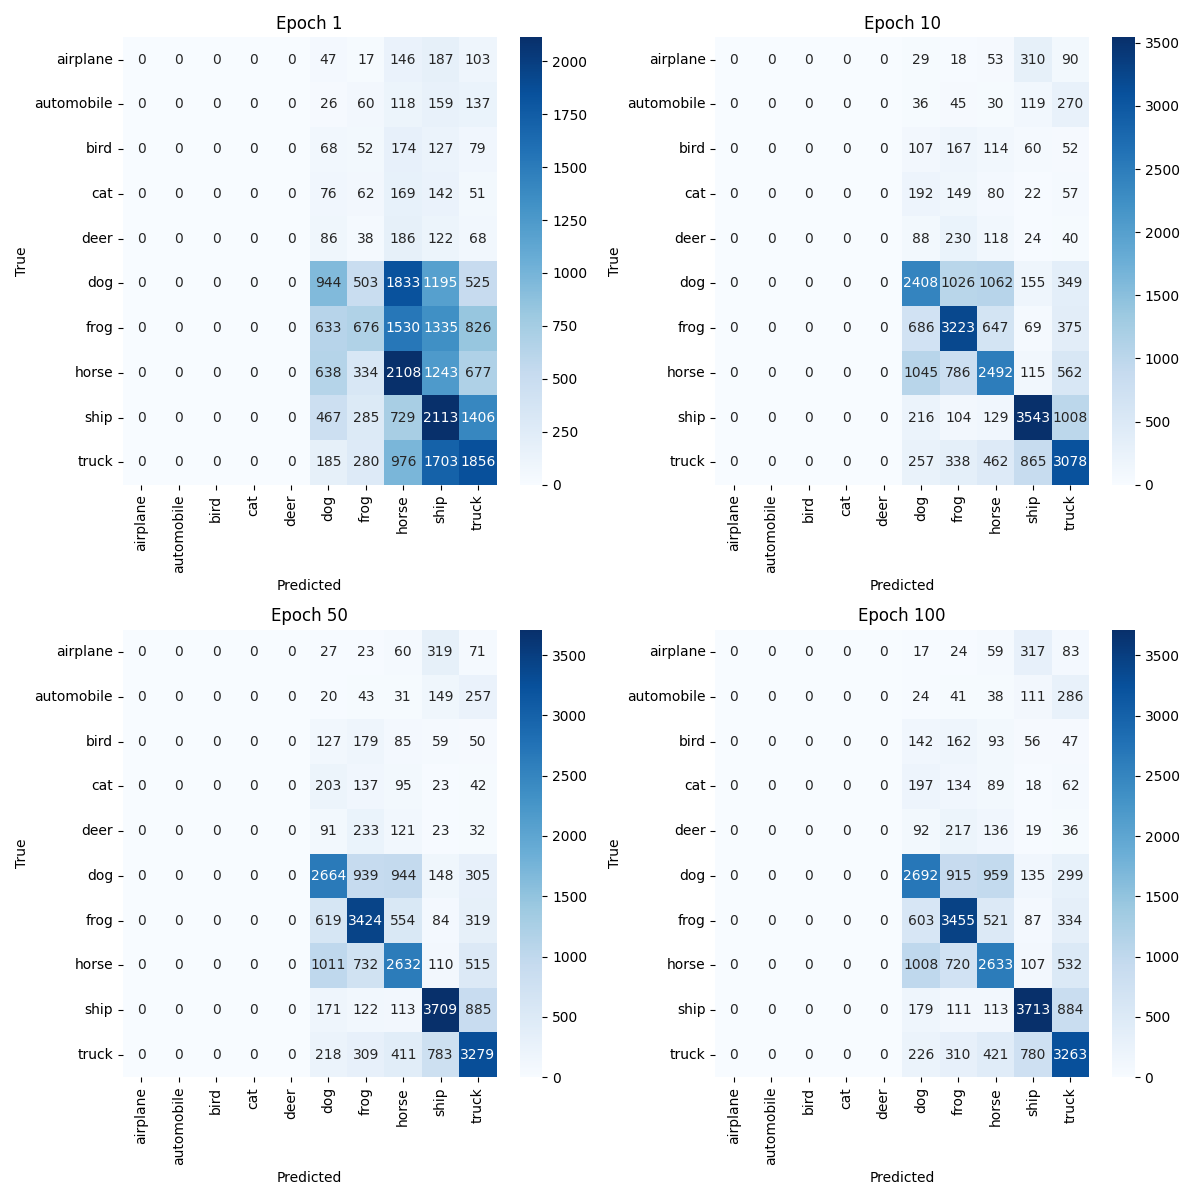 Epoch 1
airplane 0 0 0 0 0 47 17 146 187 103
automobile 0 0 0 0 0 26 60 118 159 137
bird 0 0 0 0 0 68 52 174 127 79
cat 0 0 0 0 0 76 62 169 142 51
deer 0 0 0 0 0 86 38 186 122 68
dog 0 0 0 0 0 944 503 1833 1195 525
frog 0 0 0 0 0 633 676 1530 1335 826
horse 0 0 0 0 0 638 334 2108 1243 677
ship 0 0 0 0 0 467 285 729 2113 1406
truck 0 0 0 0 0 185 280 976 1703 1856
True
airplane automobile bird cat deer dog frog horse ship truck
Predicted
2000
1750
1500
1250
1000
750
500
250
0
Epoch 10
airplane 0 0 0 0 0 29 18 53 310 90
automobile 0 0 0 0 0 36 45 30 119 270
bird 0 0 0 0 0 107 167 114 60 52
cat 0 0 0 0 0 192 149 80 22 57
deer 0 0 0 0 0 88 230 118 24 40
dog 0 0 0 0 0 2408 1026 1062 155 349
frog 0 0 0 0 0 686 3223 647 69 375
horse 0 0 0 0 0 1045 786 2492 115 562
ship 0 0 0 0 0 216 104 129 3543 1008
truck 0 0 0 0 0 257 338 462 865 3078
True
airplane automobile bird cat deer dog frog horse ship truck
Predicted
3500
3000
2500
2000
1500
1000
500
0
Epoch 50
airplane 0 0 0 0 0 27 23 60 319 71
automobile 0 0 0 0 0 20 43 31 149 257
bird 0 0 0 0 0 127 179 85 59 50
cat 0 0 0 0 0 203 137 95 23 42
deer 0 0 0 0 0 91 233 121 23 32
dog 0 0 0 0 0 2664 939 944 148 305
frog 0 0 0 0 0 619 3424 554 84 319
horse 0 0 0 0 0 1011 732 2632 110 515
ship 0 0 0 0 0 171 122 113 3709 885
truck 0 0 0 0 0 218 309 411 783 3279
True
airplane automobile bird cat deer dog frog horse ship truck
Predicted
3500
3000
2500
2000
1500
1000
500
0
Epoch 100
airplane 0 0 0 0 0 17 24 59 317 83
automobile 0 0 0 0 0 24 41 38 111 286
bird 0 0 0 0 0 142 162 93 56 47
cat 0 0 0 0 0 197 134 89 18 62
deer 0 0 0 0 0 92 217 136 19 36
dog 0 0 0 0 0 2692 915 959 135 299
frog 0 0 0 0 0 603 3455 521 87 334
horse 0 0 0 0 0 1008 720 2633 107 532
ship 0 0 0 0 0 179 111 113 3713 884
truck 0 0 0 0 0 226 310 421 780 3263
True
airplane automobile bird cat deer dog frog horse ship truck
Predicted
3500
3000
2500
2000
1500
1000
500
0